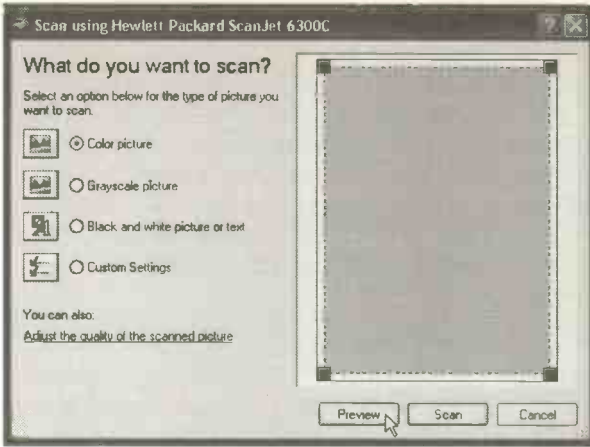 Scan using Hewlett Packard ScanJet 6300C
What do you want to scan?
Select an option below for the type of picture you
want to scan.
Color picture
Grayscale picture
Black and white picture or text
Custom Settings
You can also:
Adjust the quality of the scanned picture
Preview
Scan
Cancel